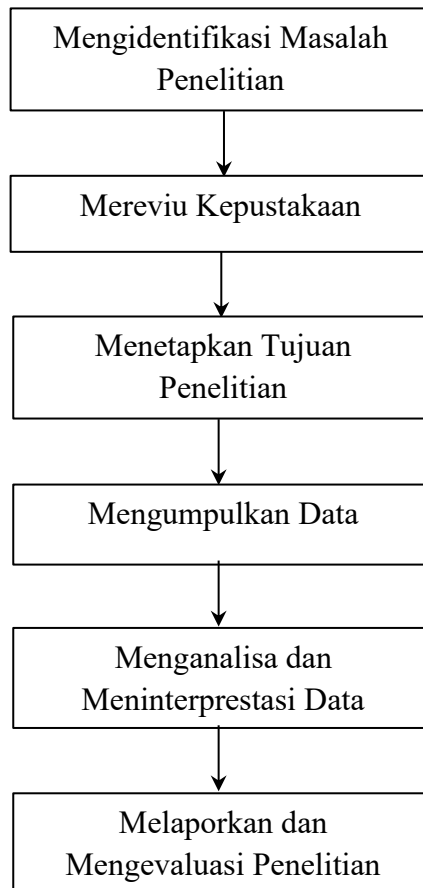 Mengidentifikasi Masalah
Penelitian
Mereviu Kepustakaan
Menetapkan Tujuan
Penelitian
Mengumpulkan Data
Menganalisa dan
Meninterprestasi Data
Melaporkan dan
Mengevaluasi Penelitian